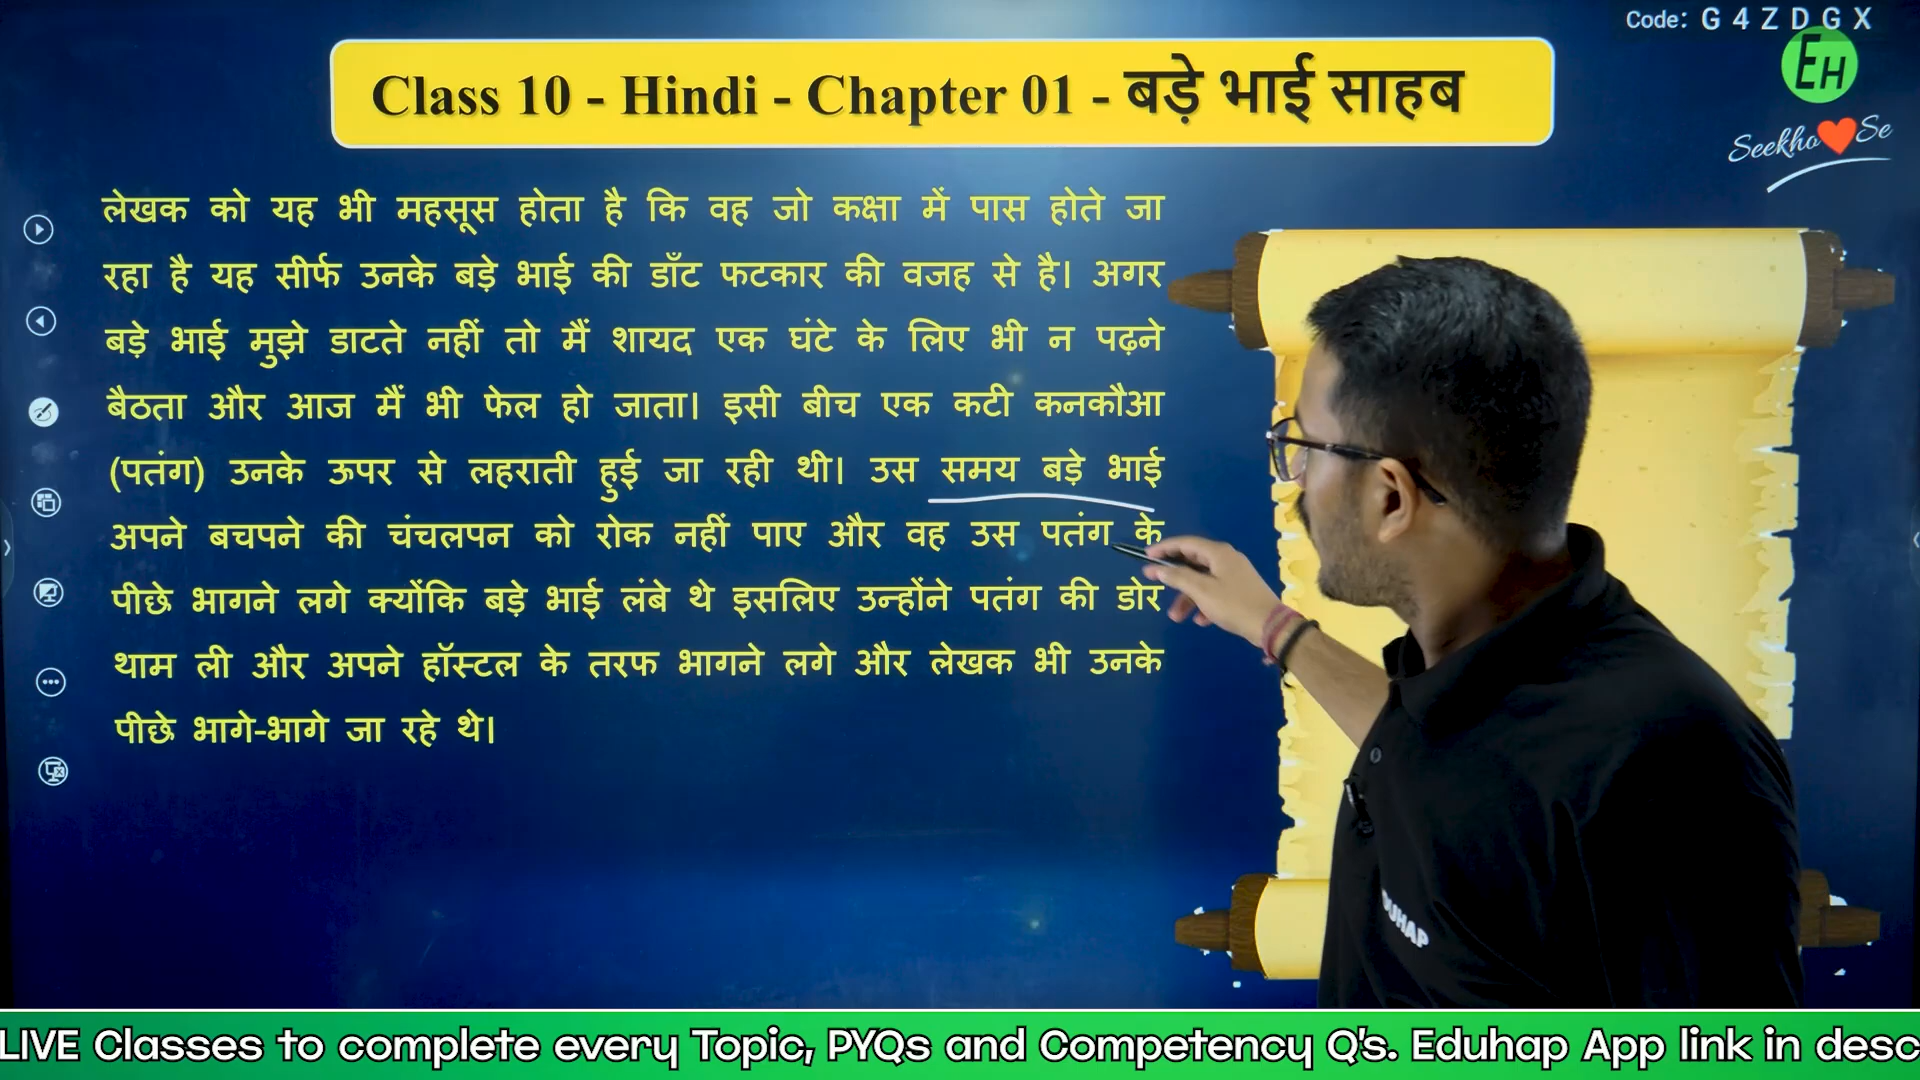 Code: G 4 Z D G X
EH
Seekho Se
Class 10 - Hindi - Chapter 01 - बड़े भाई साहब
लेखक को यह भी महसूस होता है कि वह जो कक्षा में पास होते जा
रहा है यह सीर्फ उनके बड़े भाई की डाँट फटकार की वजह से है। अगर
बड़े भाई मुझे डाटते नहीं तो मैं शायद एक घंटे के लिए भी न पढ़ने
बैठता और आज मैं भी फेल हो जाता। इसी बीच एक कटी कनकौआ
(पतंग) उनके ऊपर से लहराती हुई जा रही थी। उस समय बड़े भाई
अपने बचपने की चंचलपन को रोक नहीं पाए और वह उस पतंग के
पीछे भागने लगे क्योंकि बड़े भाई लंबे थे इसलिए उन्होंने पतंग की डोर
थाम ली और अपने हॉस्टल के तरफ भागने लगे और लेखक भी उनके
पीछे भागे-भागे जा रहे थे।
DUHAP
LIVE Classes to complete every Topic, PYQs and Competency Q's. Eduhap App link in desc